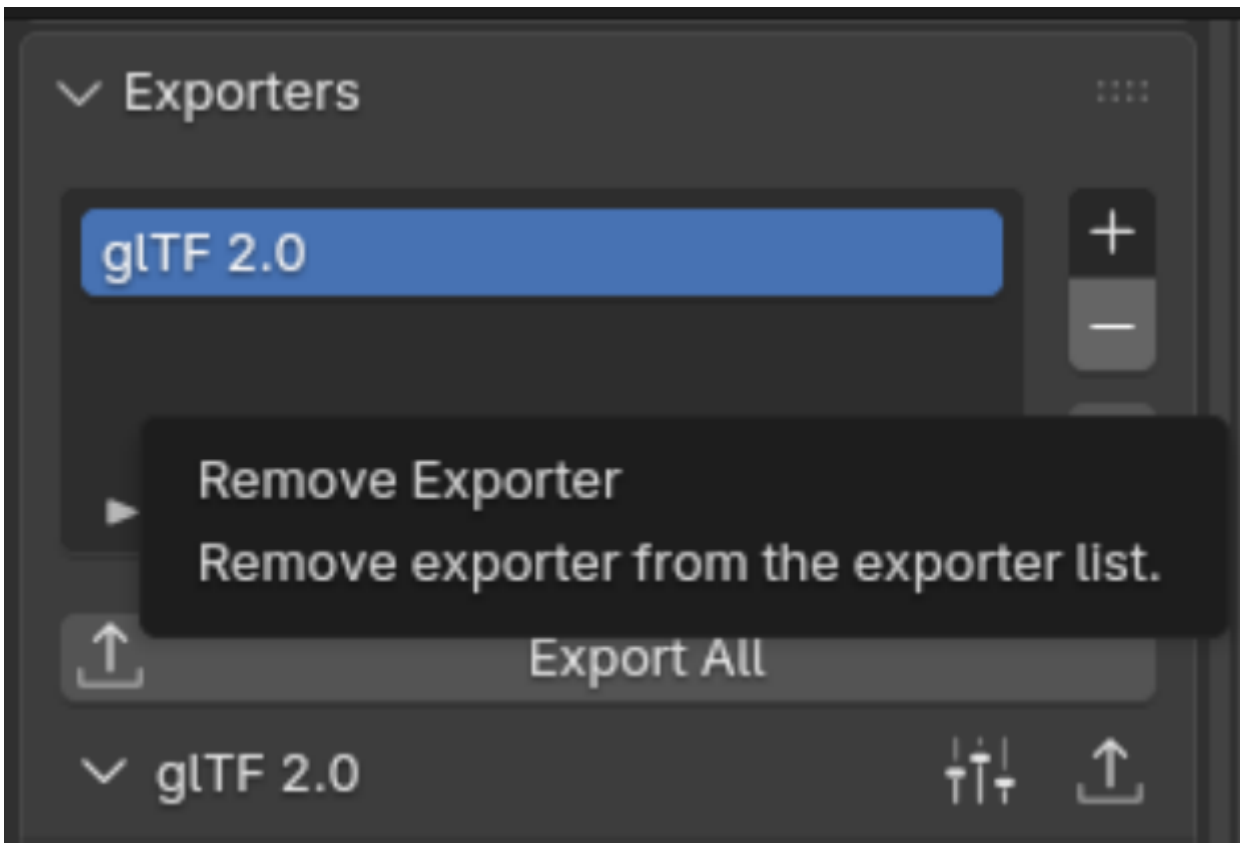 Exporters
glTF 2.0
Remove Exporter
Remove exporter from the exporter list.
Export All
glTF 2.0